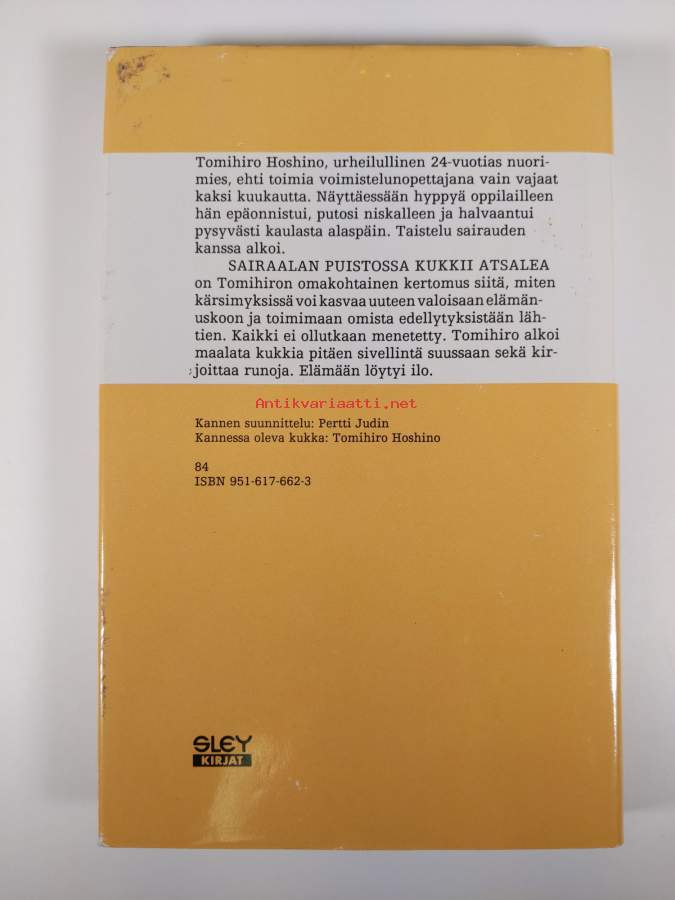 Tomihiro Hoshino, urheilullinen 24-vuotias nuori-
mies, ehti toimia voimistelunopettajana vain vajaat
kaksi kuukautta. Näyttäessään hyppyä oppilailleen
hän epäonnistui, putosi niskalleen ja halvaantui
pysyvästi kaulasta alaspäin. Taistelu sairauden
kanssa alkoi.
SAIRAALAN PUISTOSSA KUKKII ATSALEA
on Tomihiron omakohtainen kertomus siitä, miten
kärsimyksissä voi kasvaa uuteen valoisaan elämän-
uskoon ja toimimaan omista edellytyksistään läh-
tien. Kaikki ei ollutkaan menetetty. Tomihiro alkoi
maalata kukkia pitäen sivellintä suussaan sekä kir-
joittaa runoja. Elämään löytyi ilo.
Antikvariaatti.net
Kannen suunnittelu: Pertti Judin
Kannessa oleva kukka: Tomihiro Hoshino
84
ISBN 951-617-662-3
SLEY
KIRJAT